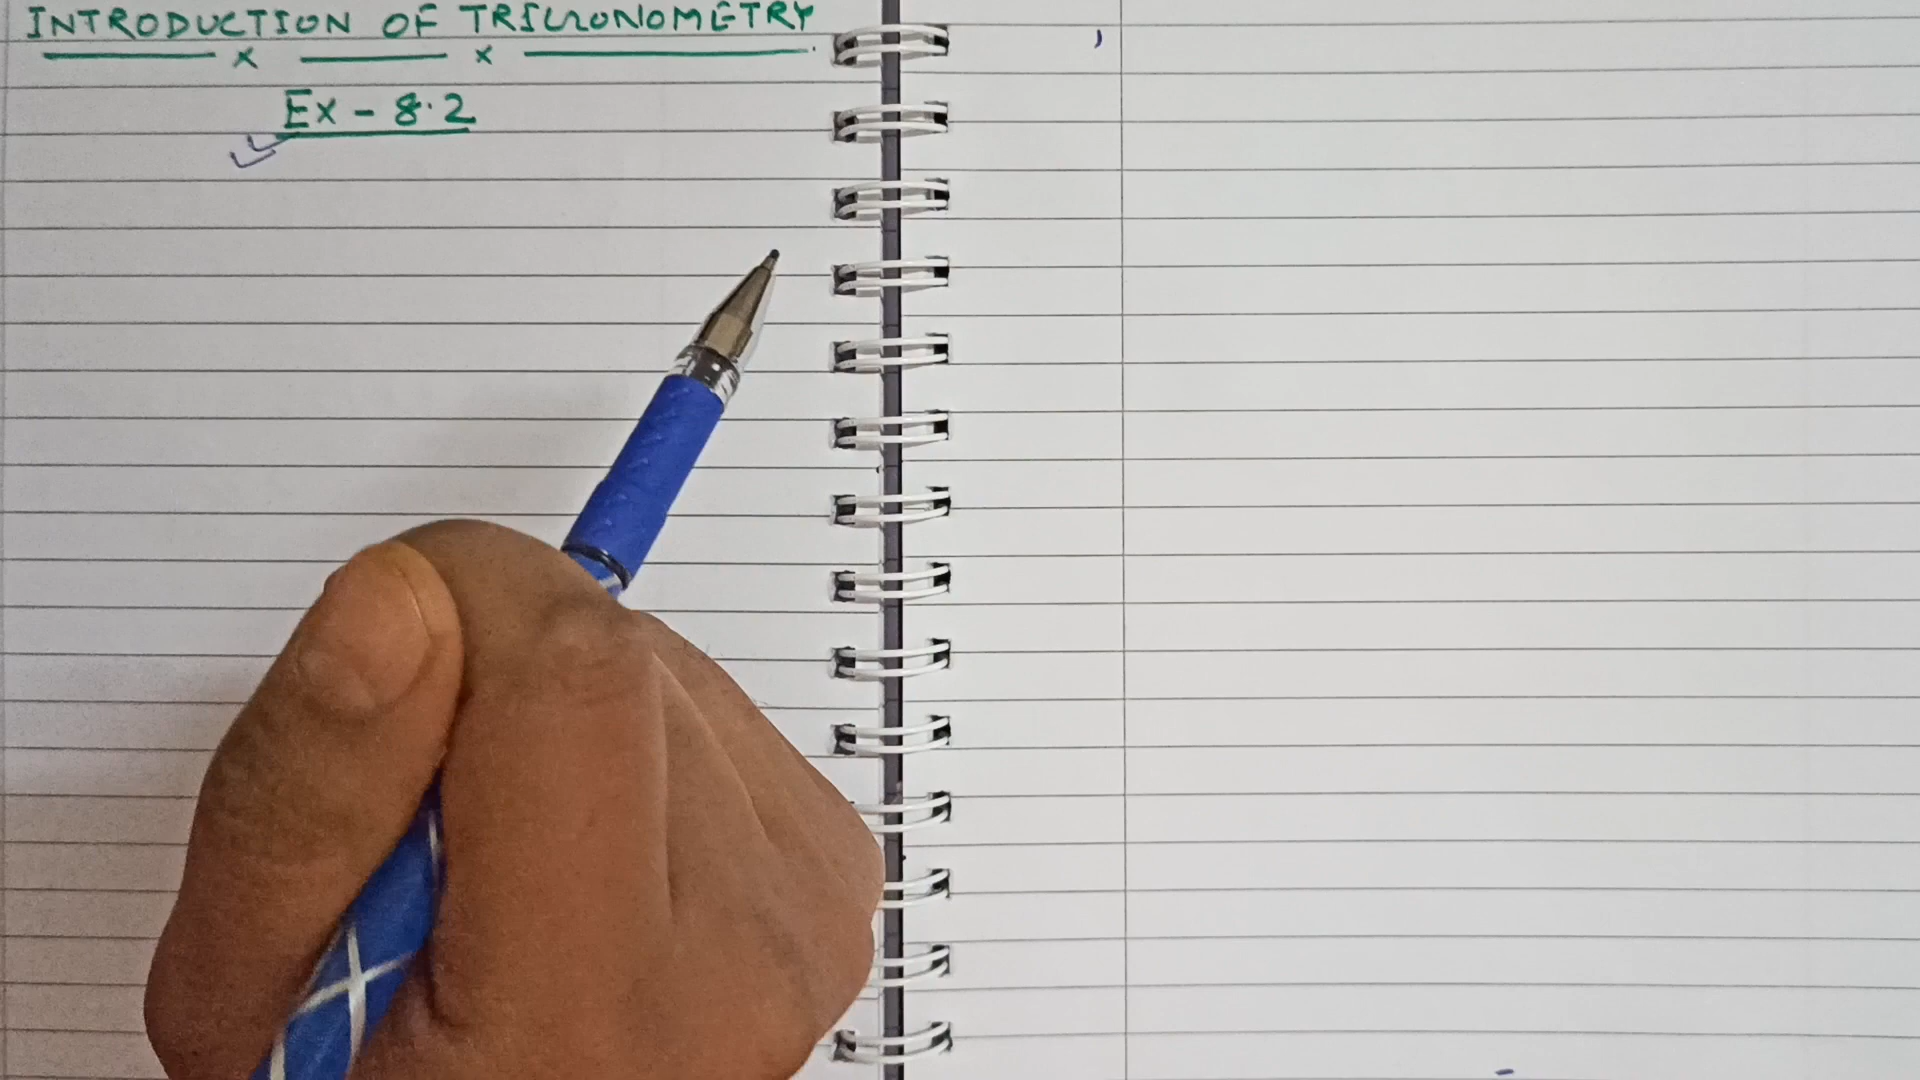 INTRODUCTION OF TRIGONOMETRY
x x
Ex - 8.2